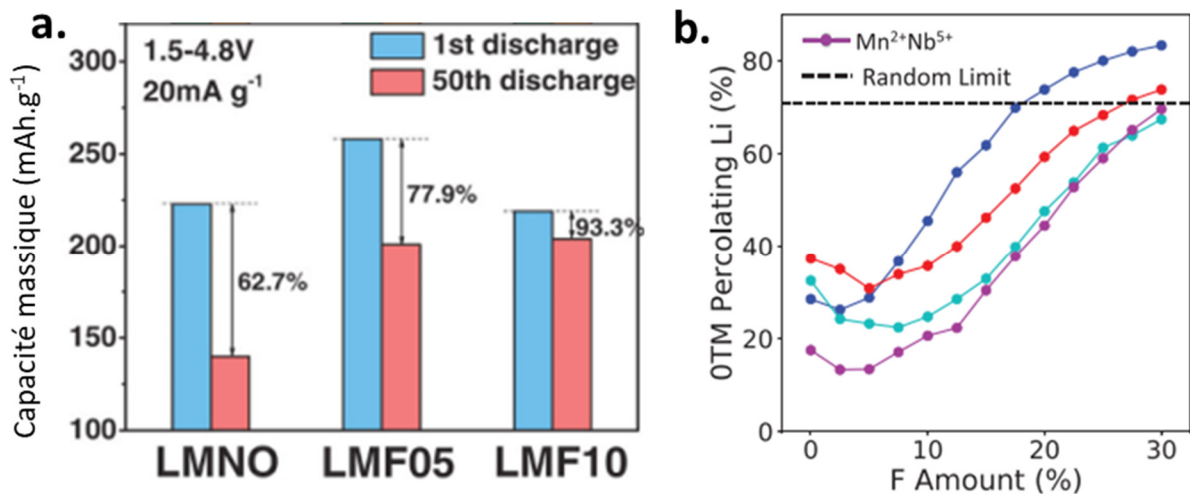 a.
Capacité massique (mAh.g⁻¹)
300
250
200
150
100
1.5-4.8V
20mA g⁻¹
1st discharge
50th discharge
62.7%
77.9%
93.3%
LMNO LMF05 LMF10
b.
0TM Percolating Li (%)
80
60
40
20
0
Mn²⁺Nb⁵⁺
Random Limit
0 10 20 30
F Amount (%)